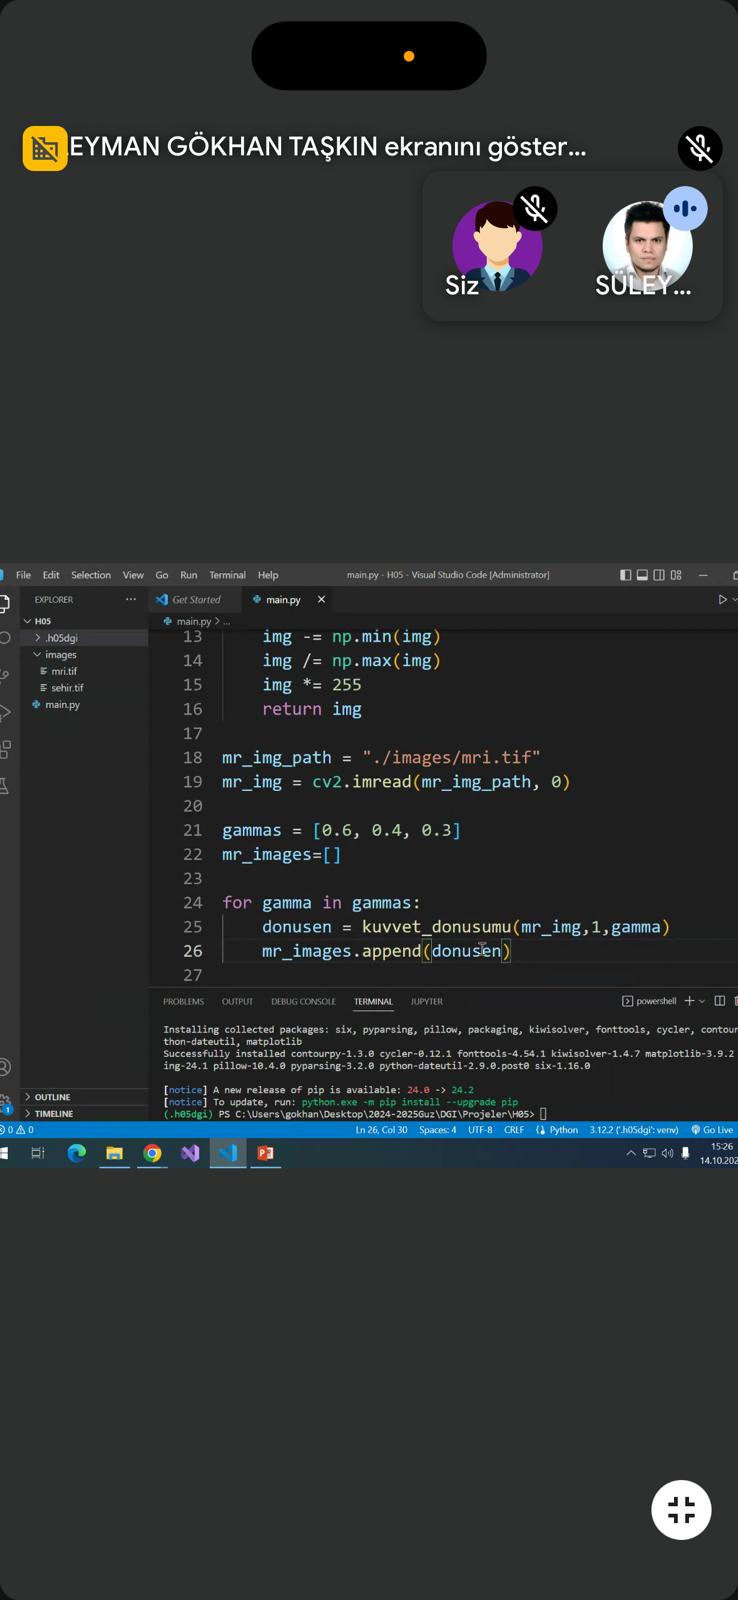 EYMAN GÖKHAN TAŞKIN ekranını göster...
Siz
SÜLEY...
File Edit Selection View Go Run Terminal Help
main.py - H05 - Visual Studio Code [Administrator]
EXPLORER
H05
.h05dgi
images
mri.tif
sehir.tif
main.py
OUTLINE
TIMELINE
Get Started
main.py
main.py > ...
13 img -= np.min(img)
14 img /= np.max(img)
15 img *= 255
16 return img
17
18 mr_img_path = "./images/mri.tif"
19 mr_img = cv2.imread(mr_img_path, 0)
20
21 gammas = [0.6, 0.4, 0.3]
22 mr_images=[]
23
24 for gamma in gammas:
25 donusen = kuvvet_donusumu(mr_img,1,gamma)
26 mr_images.append(donusen)
27
PROBLEMS OUTPUT DEBUG CONSOLE TERMINAL JUPYTER
powershell
Installing collected packages: six, pyparsing, pillow, packaging, kiwisolver, fonttools, cycler, contour
thon-dateutil, matplotlib
Successfully installed contourpy-1.3.0 cycler-0.12.1 fonttools-4.54.1 kiwisolver-1.4.7 matplotlib-3.9.2
ing-24.1 pillow-10.4.0 pyparsing-3.2.0 python-dateutil-2.9.0.post0 six-1.16.0
[notice] A new release of pip is available: 24.0 -> 24.2
[notice] To update, run: python.exe -m pip install --upgrade pip
(.h05dgi) PS C:\Users\gokhan\Desktop\2024-2025Guz\DGI\Projeler\H05>
1
0 0 Ln 26, Col 30 Spaces: 4 UTF-8 CRLF Python 3.12.2 ('.h05dgi': venv) Go Live
15:26
14.10.202